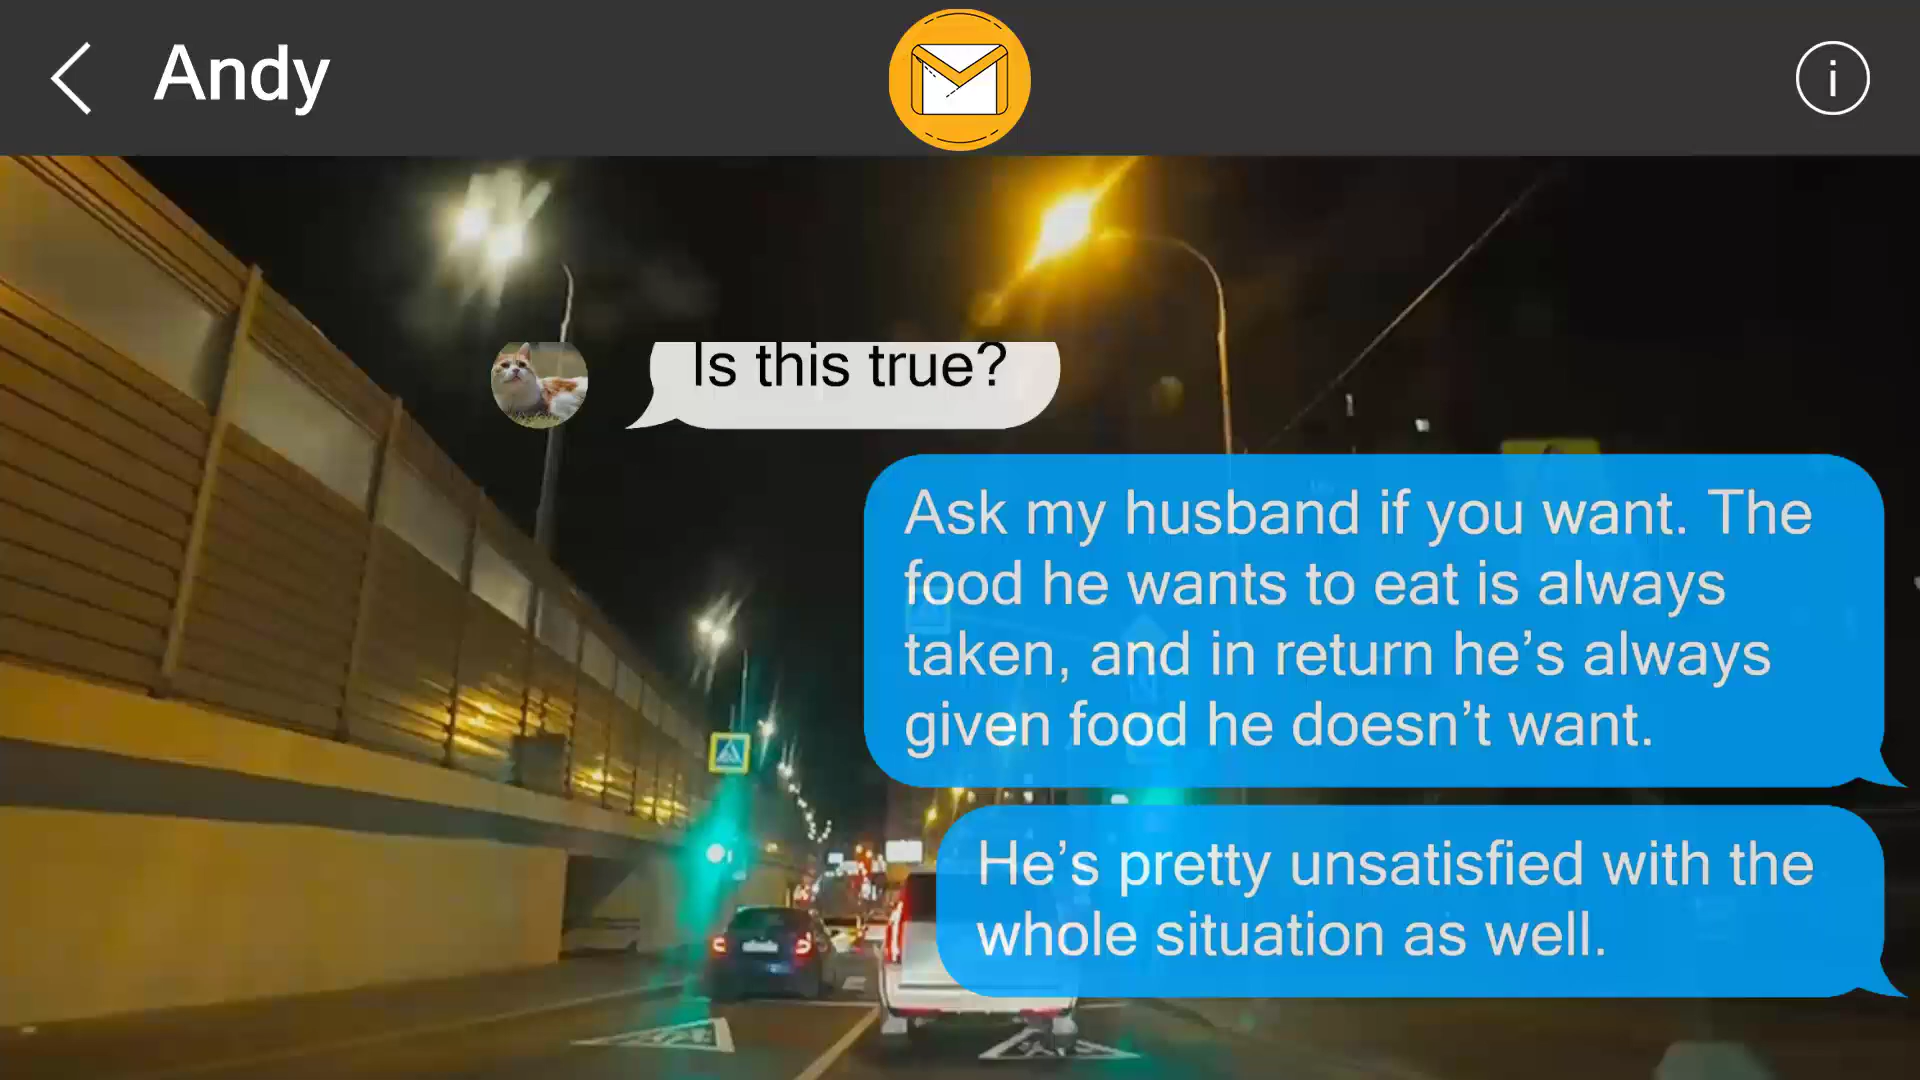 Andy
Is this true?
Ask my husband if you want. The
food he wants to eat is always
taken, and in return he’s always
given food he doesn’t want.
He’s pretty unsatisfied with the
whole situation as well.